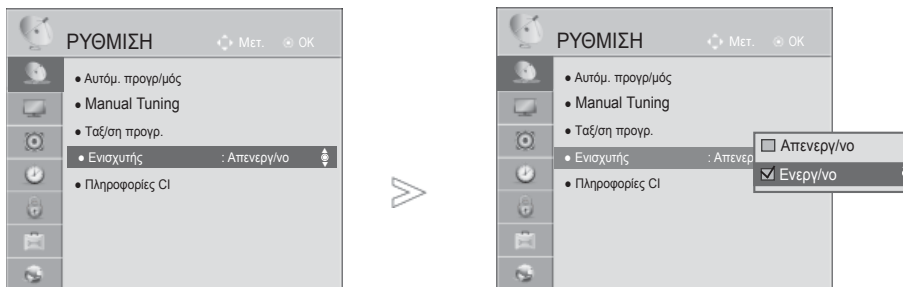 ΡΥΘΜΙΣΗ Μετ. OK
• Αυτόμ. προγρ/μός
• Manual Tuning
• Ταξ/ση προγρ.
• Ενισχυτής : Απενεργ/νο
• Πληροφορίες CI
ΡΥΘΜΙΣΗ Μετ. OK
• Αυτόμ. προγρ/μός
• Manual Tuning
• Ταξ/ση προγρ.
• Ενισχυτής : Απενερ
• Πληροφορίες CI
Απενεργ/νο
Ενεργ/νο